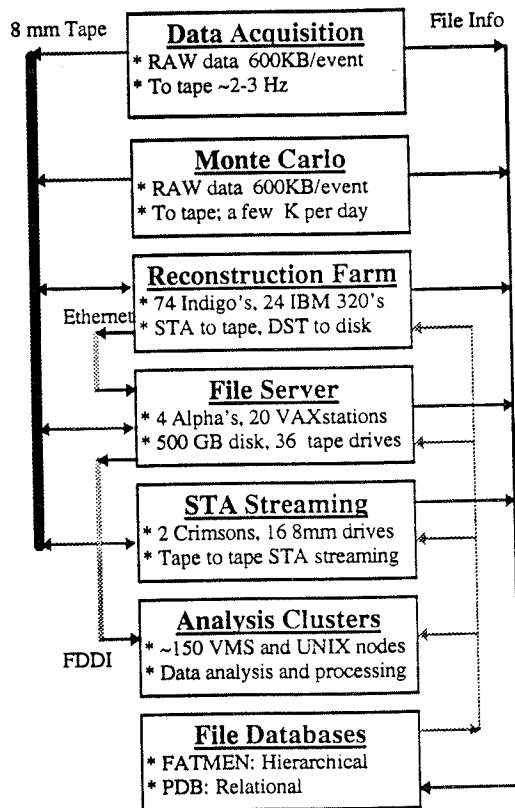 8 mm Tape
File Info
Data Acquisition
* RAW data 600KB/event
* To tape ~2-3 Hz
Monte Carlo
* RAW data 600KB/event
* To tape; a few K per day
Reconstruction Farm
* 74 Indigo's, 24 IBM 320's
* STA to tape, DST to disk
Ethernet
File Server
* 4 Alpha's, 20 VAXstations
* 500 GB disk, 36 tape drives
STA Streaming
* 2 Crimsons, 16 8mm drives
* Tape to tape STA streaming
Analysis Clusters
* ~150 VMS and UNIX nodes
* Data analysis and processing
FDDI
File Databases
* FATMEN: Hierarchical
* PDB: Relational